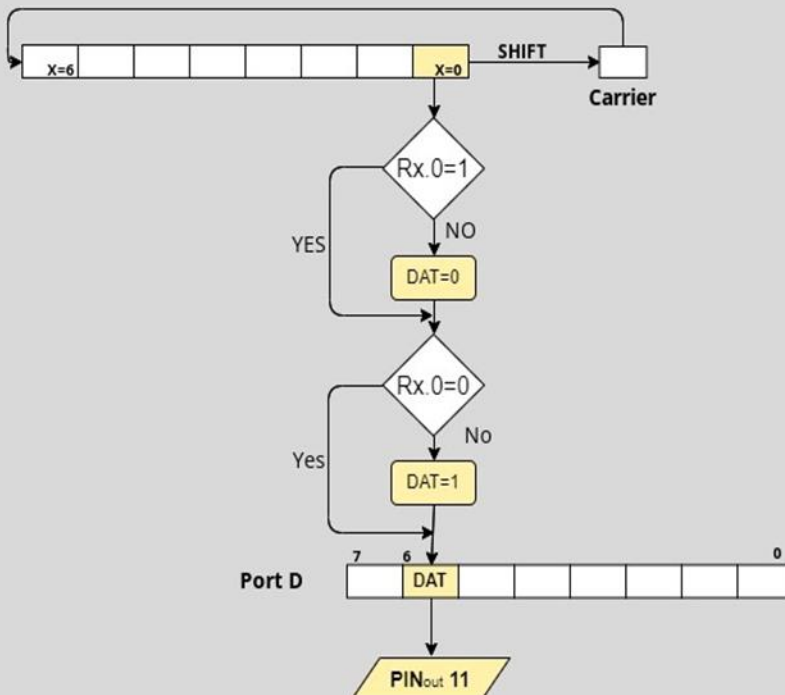 SHIFT
X=6
X=0
Carrier
Rx.0=1
YES
NO
DAT=0
Rx.0=0
Yes
No
DAT=1
7
6
0
Port D
DAT
PINout 11